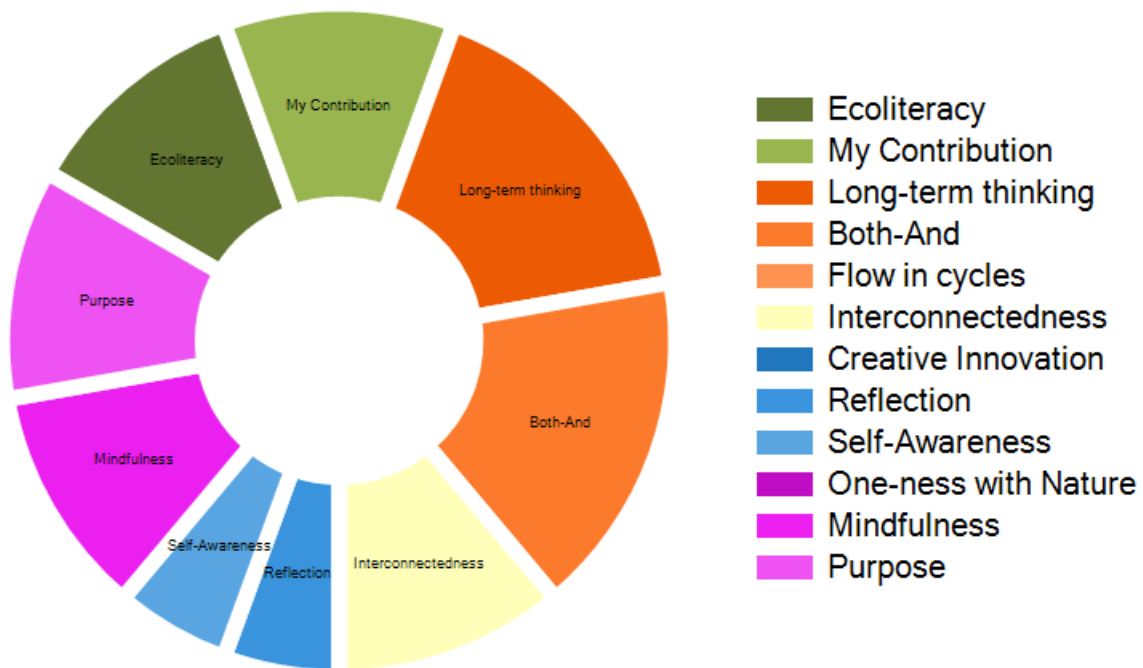 My Contribution
Ecoliteracy
Long-term thinking
Purpose
Both-And
Mindfulness
Self-Awareness
Interconnectedness
Reflection
Ecoliteracy
My Contribution
Long-term thinking
Both-And
Flow in cycles
Interconnectedness
Creative Innovation
Reflection
Self-Awareness
One-ness with Nature
Mindfulness
Purpose